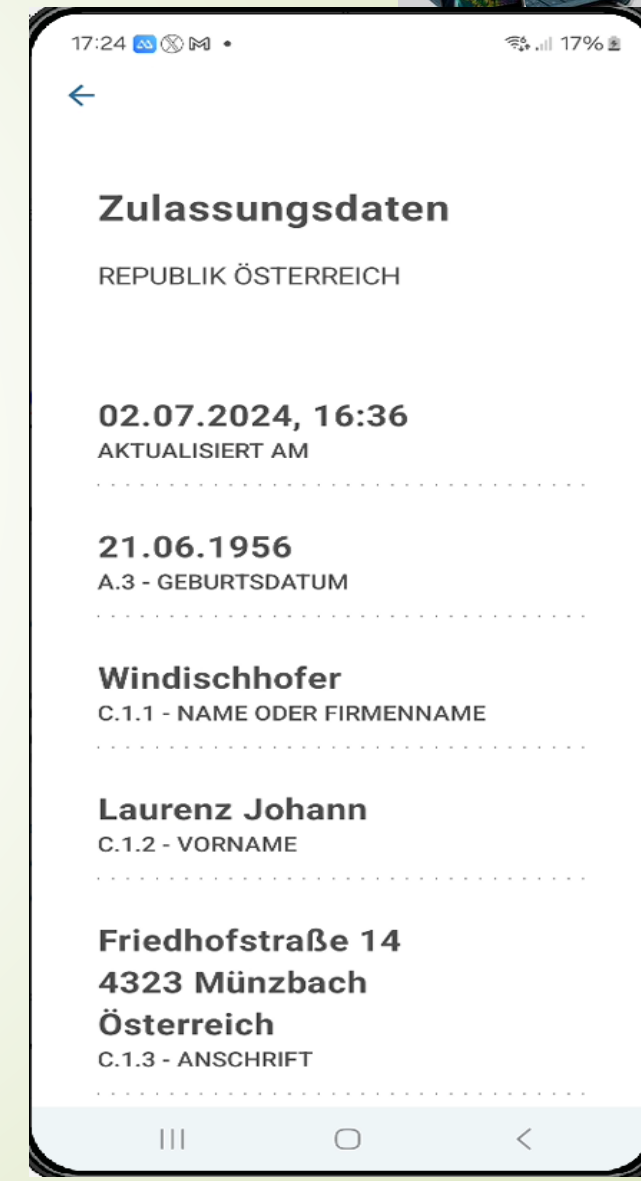 17:24
17%
Zulassungsdaten
REPUBLIK ÖSTERREICH
02.07.2024, 16:36
AKTUALISIERT AM
21.06.1956
A.3 - GEBURTSDATUM
Windischhofer
C.1.1 - NAME ODER FIRMENNAME
Laurenz Johann
C.1.2 - VORNAME
Friedhofstraße 14
4323 Münzbach
Österreich
C.1.3 - ANSCHRIFT